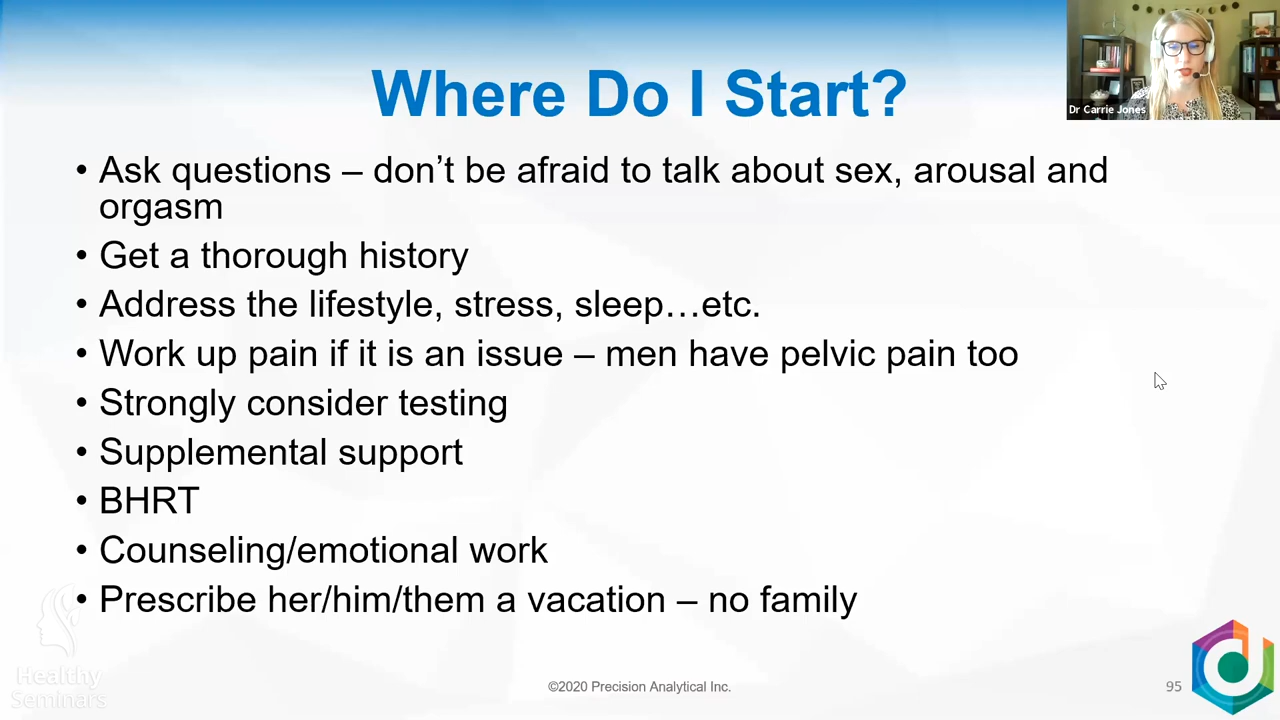 Where Do I Start?
Dr Carrie Jones
• Ask questions – don’t be afraid to talk about sex, arousal and
orgasm
• Get a thorough history
• Address the lifestyle, stress, sleep…etc.
• Work up pain if it is an issue – men have pelvic pain too
• Strongly consider testing
• Supplemental support
• BHRT
• Counseling/emotional work
• Prescribe her/him/them a vacation – no family
Healthy
Seminars
©2020 Precision Analytical Inc.
95